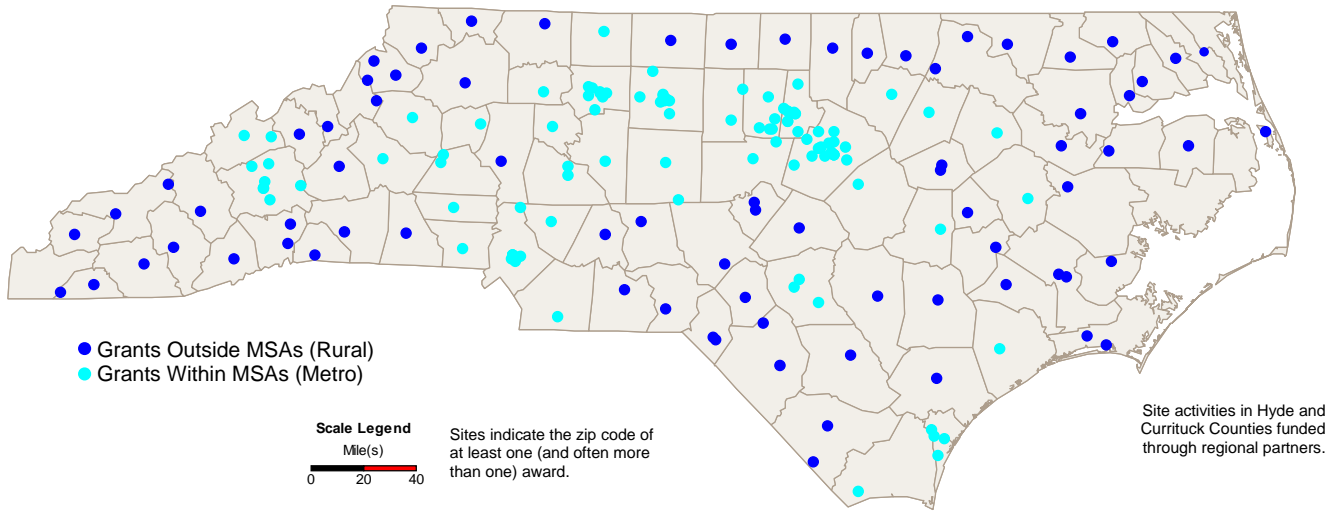 Grants Outside MSAs (Rural)
Grants Within MSAs (Metro)
Scale Legend
Mile(s)
0 20 40
Sites indicate the zip code of
at least one (and often more
than one) award.
Site activities in Hyde and
Currituck Counties funded
through regional partners.